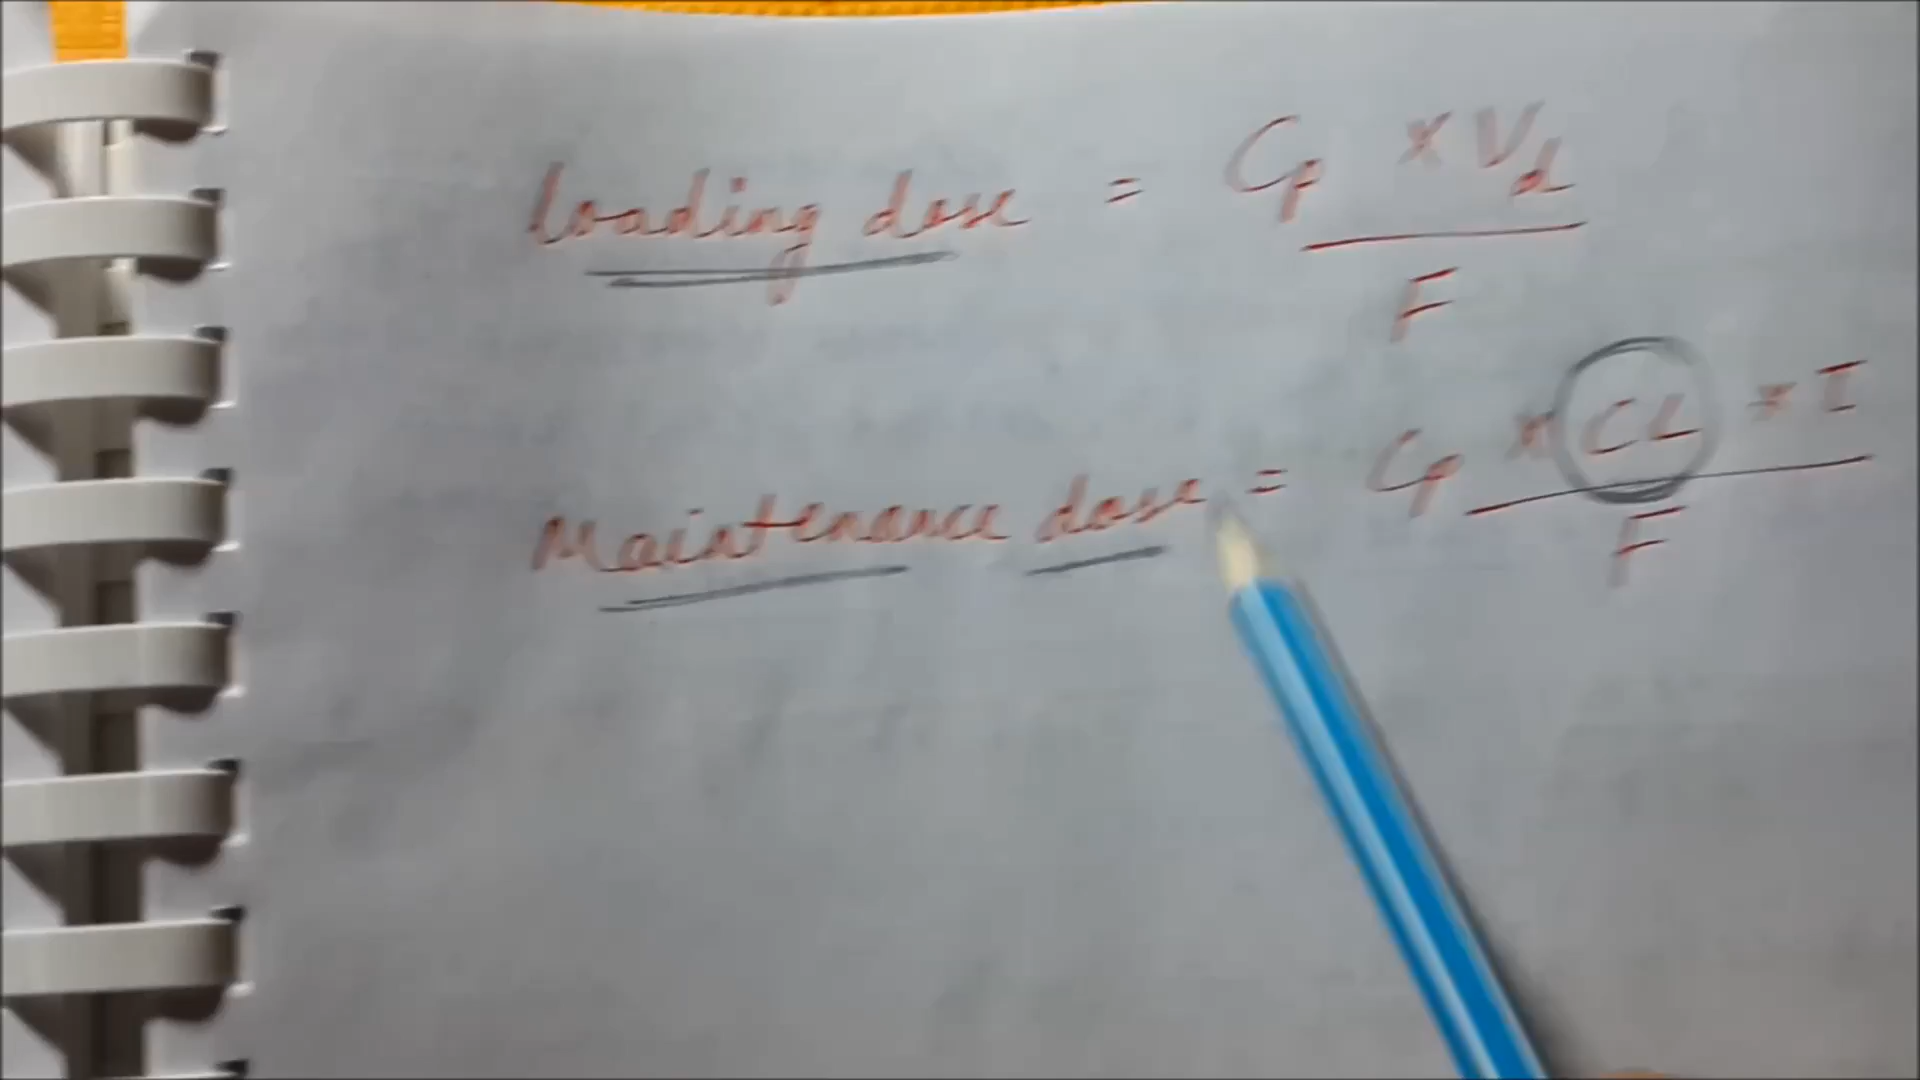 Loading dose = Cp × Vd
F
Maintenance dose = Cp × CL × I
F